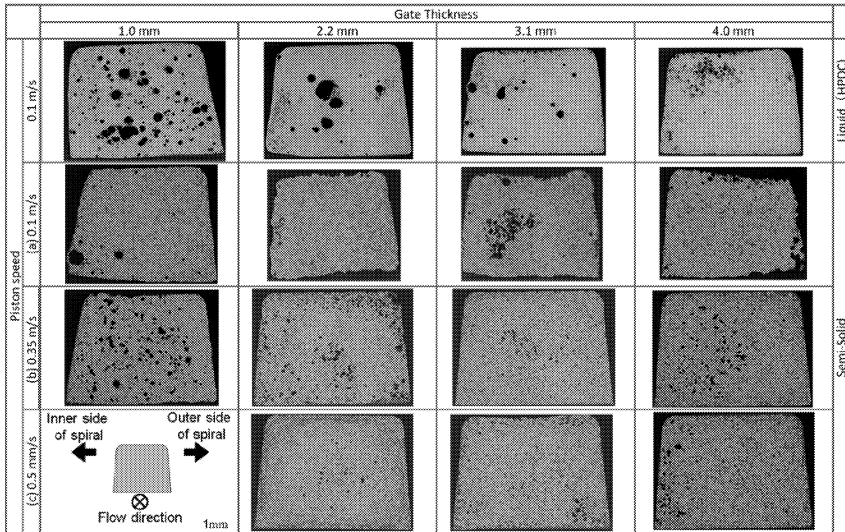 Gate Thickness
1.0 mm
2.2 mm
3.1 mm
4.0 mm
Piston speed
0.1 m/s
Liquid (HPDC)
(a) 0.1 m/s
(b) 0.35 m/s
Semi-Solid
(c) 0.5 mm/s
Inner side
of spiral
Outer side
of spiral
Flow direction
1mm